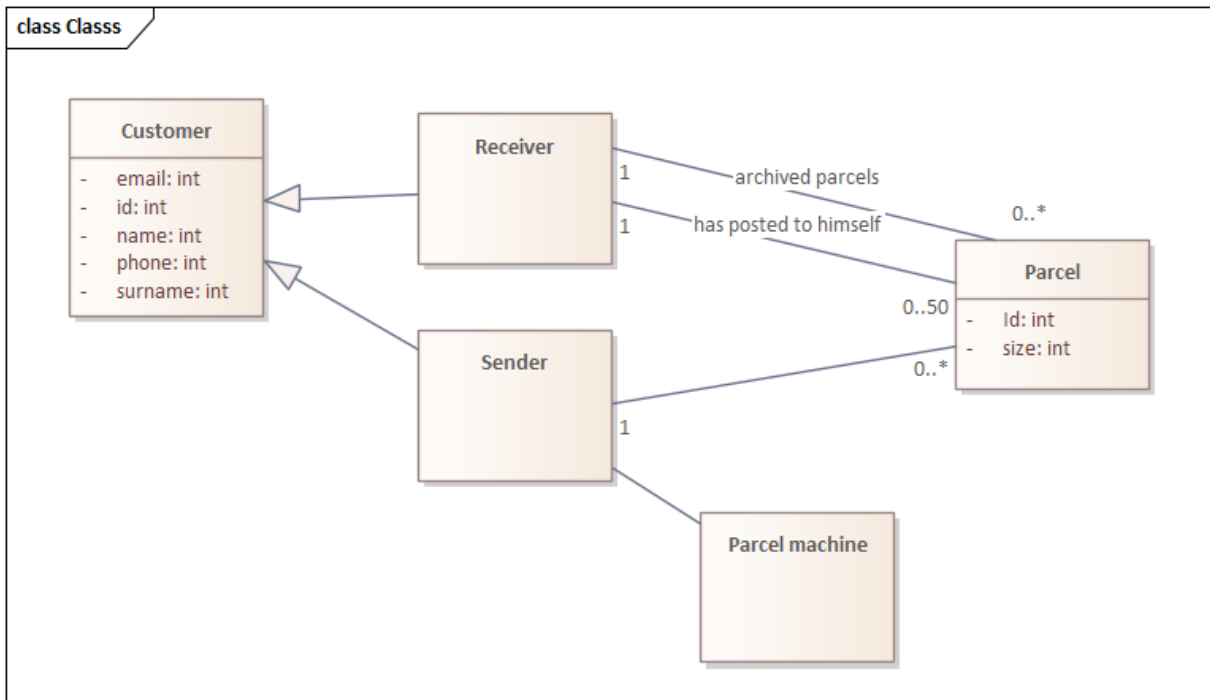 class Classs
Customer
- email: int
- id: int
- name: int
- phone: int
- surname: int
Receiver
1
1
archived parcels
has posted to himself
0..*
0..50
Parcel
- Id: int
- size: int
0..*
Sender
1
Parcel machine